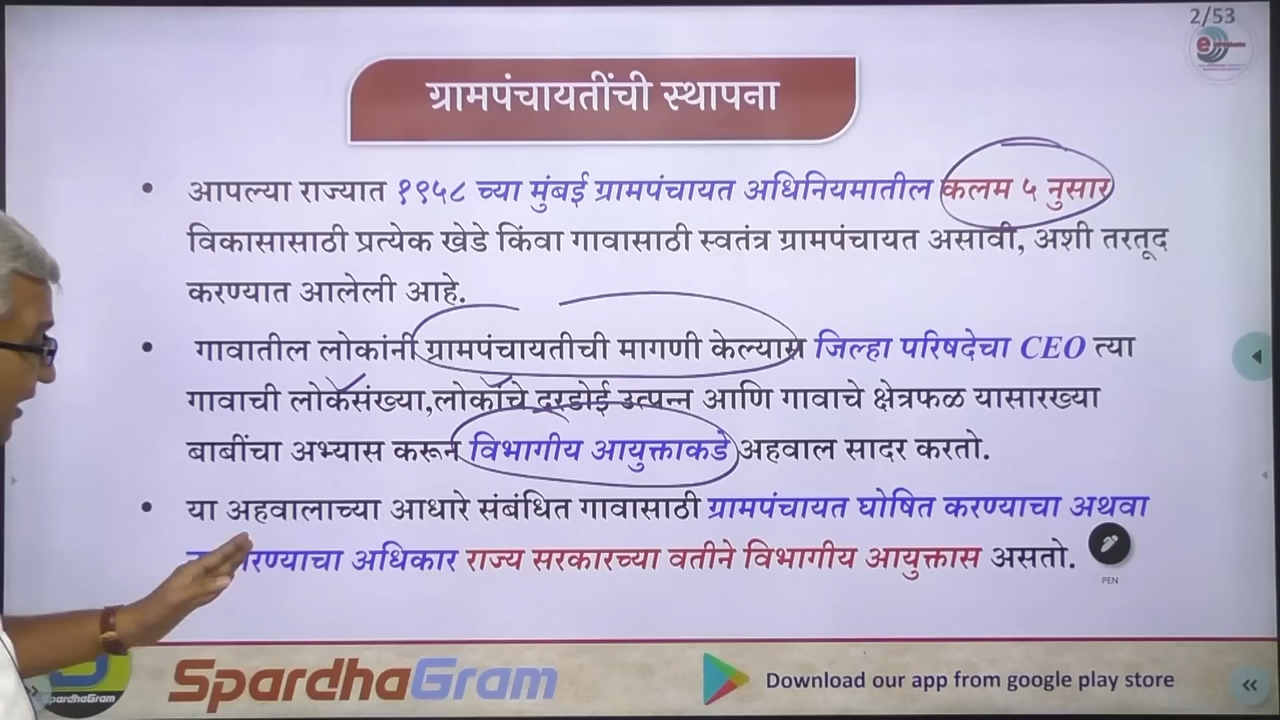 2/53
ग्रामपंचायतींची स्थापना
• आपल्या राज्यात १९५८ च्या मुंबई ग्रामपंचायत अधिनियमातील कलम ५ नुसार
विकासासाठी प्रत्येक खेडे किंवा गावासाठी स्वतंत्र ग्रामपंचायत असावी, अशी तरतूद
करण्यात आलेली आहे.
• गावातील लोकांनी ग्रामपंचायतीची मागणी केल्यास जिल्हा परिषदेचा CEO त्या
गावाची लोकसंख्या,लोकांचे दरडोई उत्पन्न आणि गावाचे क्षेत्रफळ यासारख्या
बाबींचा अभ्यास करून विभागीय आयुक्ताकडे अहवाल सादर करतो.
• या अहवालाच्या आधारे संबंधित गावासाठी ग्रामपंचायत घोषित करण्याचा अथवा
अधिकार राज्य सरकारच्या वतीने विभागीय आयुक्तास असतो.
PEN
SpardhaGram
SpardhaGram
Download our app from google play store